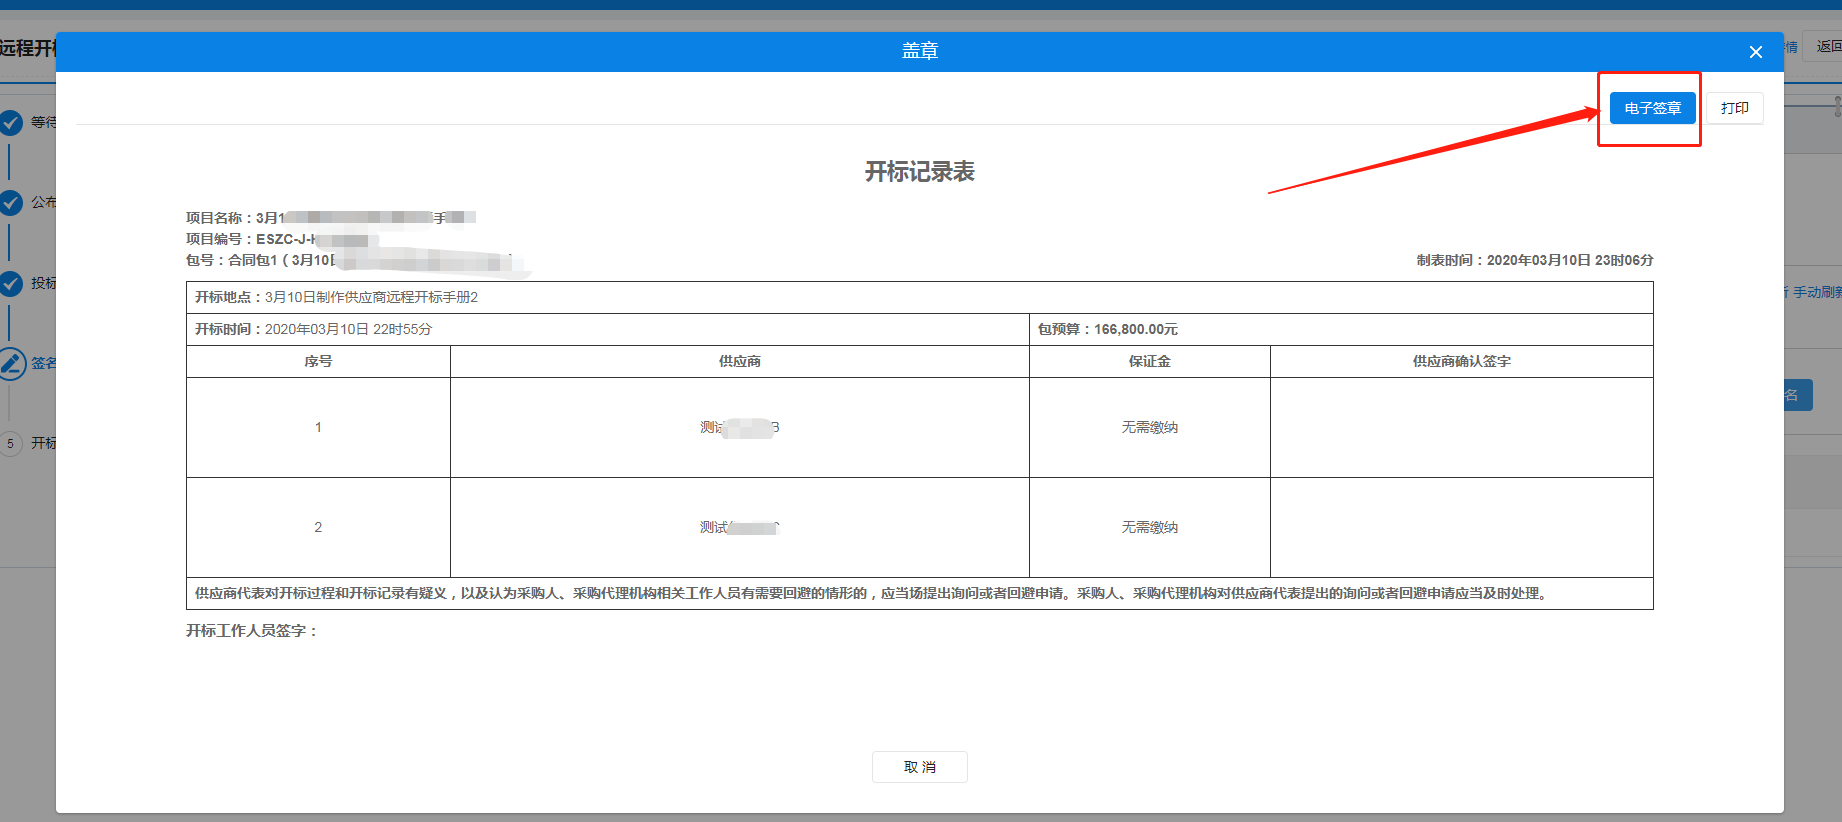 远程开
盖章
情
返回
电子签章
打印
等待
开标记录表
公布
项目名称：3月1 手
项目编号：ESZC-J-
包号：合同包1（3月10
制表时间：2020年03月10日 23时06分
投标
开标地点：3月10日制作供应商远程开标手册2
手动刷新
开标时间：2020年03月10日 22时55分
包预算：166,800.00元
序号 供应商 保证金 供应商确认签字
签名
名
1 测试 B 无需缴纳
5 开标
2 测试 无需缴纳
供应商代表对开标过程和开标记录有疑义，以及认为采购人、采购代理机构相关工作人员有需要回避的情形的，应当场提出询问或者回避申请。采购人、采购代理机构对供应商代表提出的询问或者回避申请应当及时处理。
开标工作人员签字：
取 消